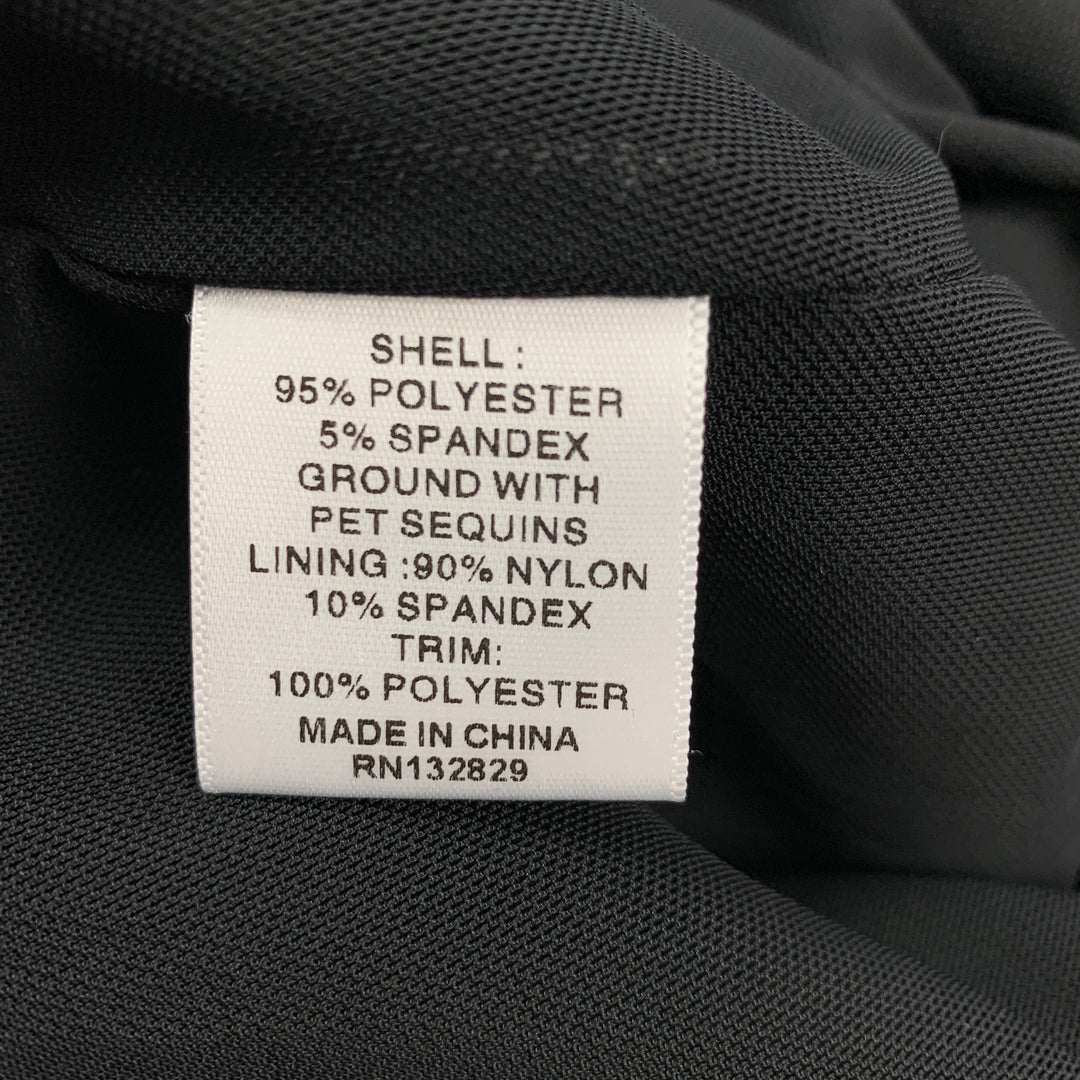 SHELL :
95% POLYESTER
5% SPANDEX
GROUND WITH
PET SEQUINS
LINING :90% NYLON
10% SPANDEX
TRIM:
100% POLYESTER
MADE IN CHINA
RN132829